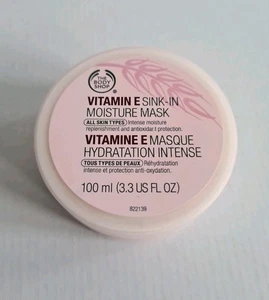 THE
BODY
SHOP
VITAMIN E SINK-IN
MOISTURE MASK
ALL SKIN TYPES Intense moisture
replenishment and antioxidant protection.
VITAMINE E MASQUE
HYDRATATION INTENSE
TOUS TYPES DE PEAUX Réhydratation
intense et protection anti-oxydation.
100 ml (3.3 US FL OZ)
822139